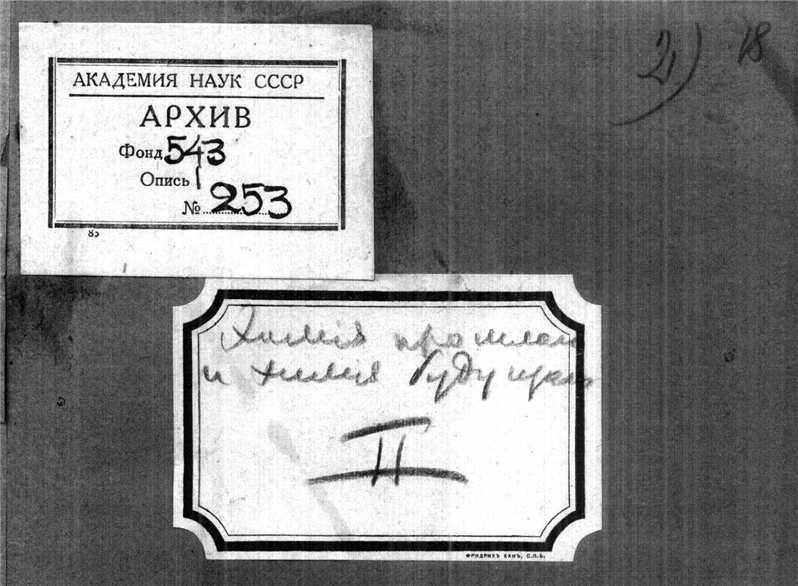 21) 18
АКАДЕМИЯ НАУК СССР
АРХИВ
Фонд 543
Опись 1
№ 253
85
Химія прошлаго
и химія будущаго
II
ФРИДРИХЪ КАНЪ, С.П.Б.